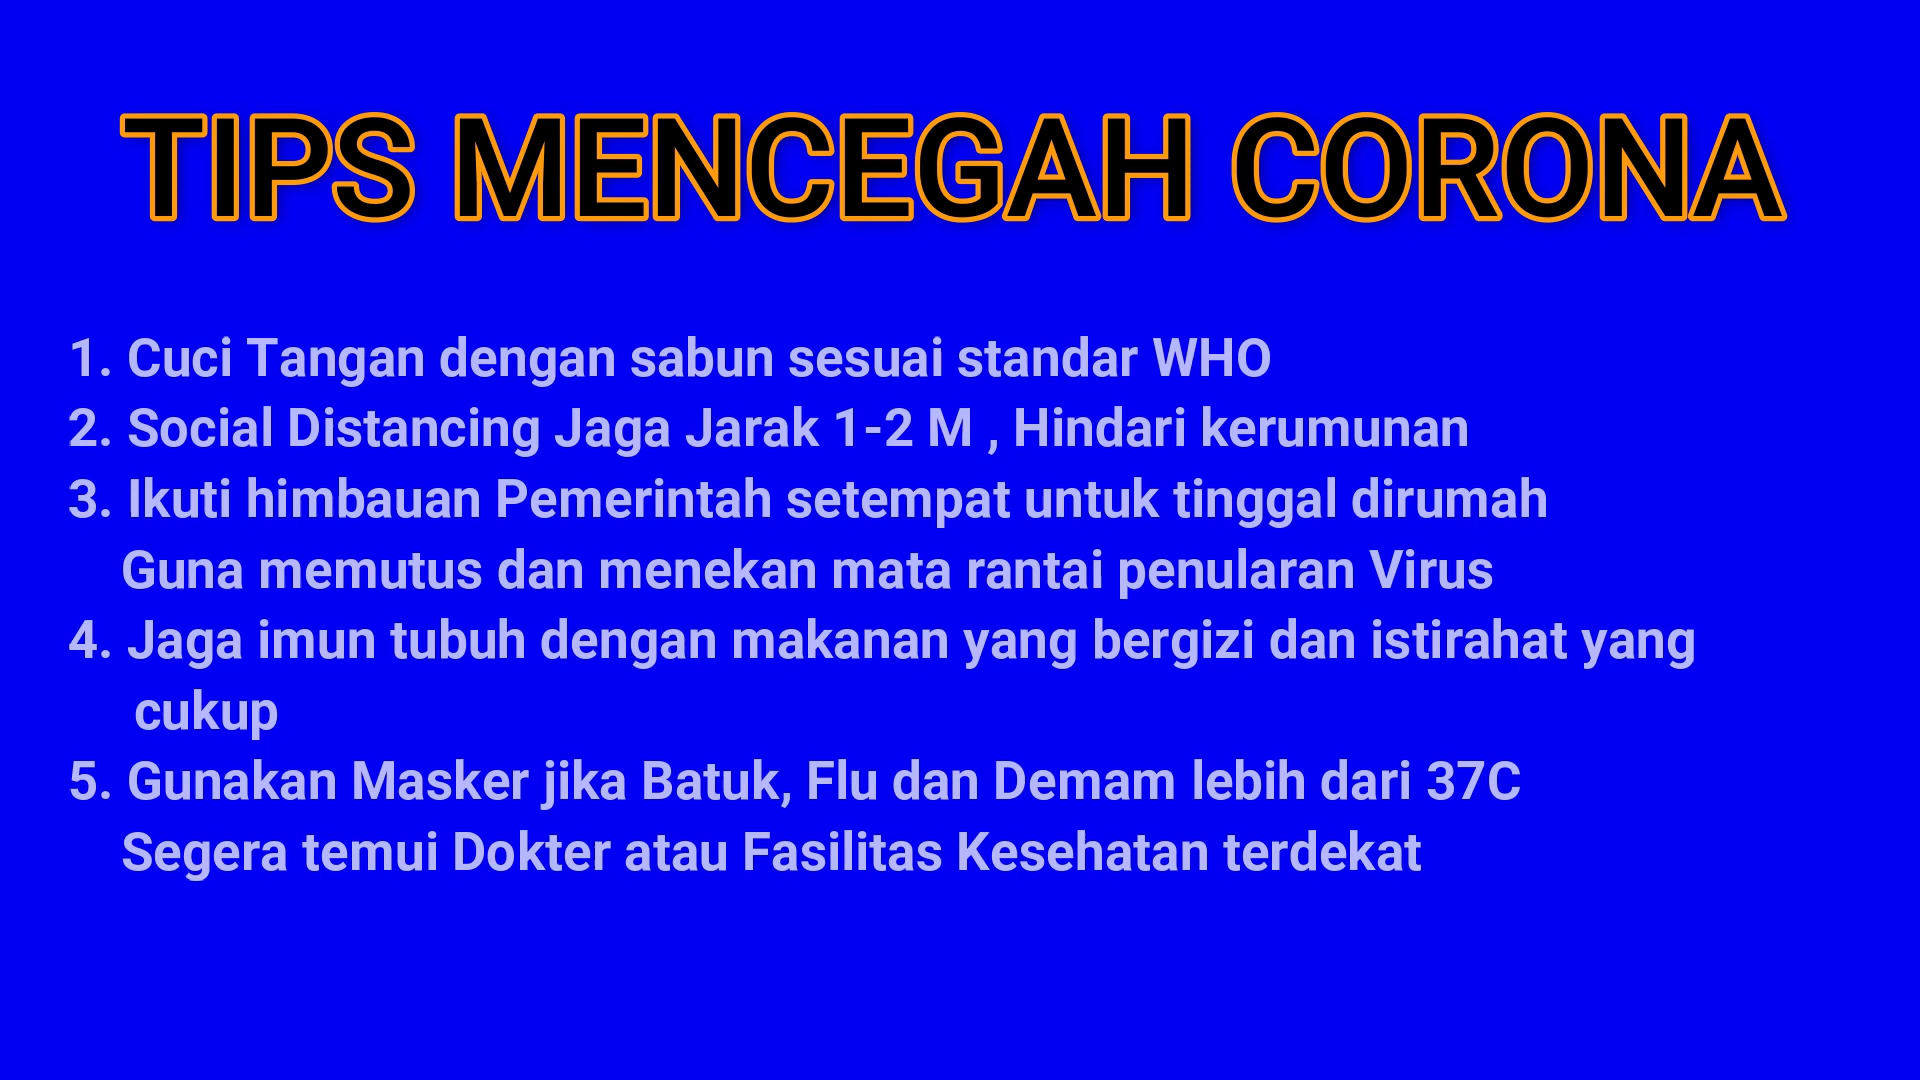 TIPS MENCEGAH CORONA
1. Cuci Tangan dengan sabun sesuai standar WHO
2. Social Distancing Jaga Jarak 1-2 M , Hindari kerumunan
3. Ikuti himbauan Pemerintah setempat untuk tinggal dirumah
Guna memutus dan menekan mata rantai penularan Virus
4. Jaga imun tubuh dengan makanan yang bergizi dan istirahat yang
cukup
5. Gunakan Masker jika Batuk, Flu dan Demam lebih dari 37C
Segera temui Dokter atau Fasilitas Kesehatan terdekat